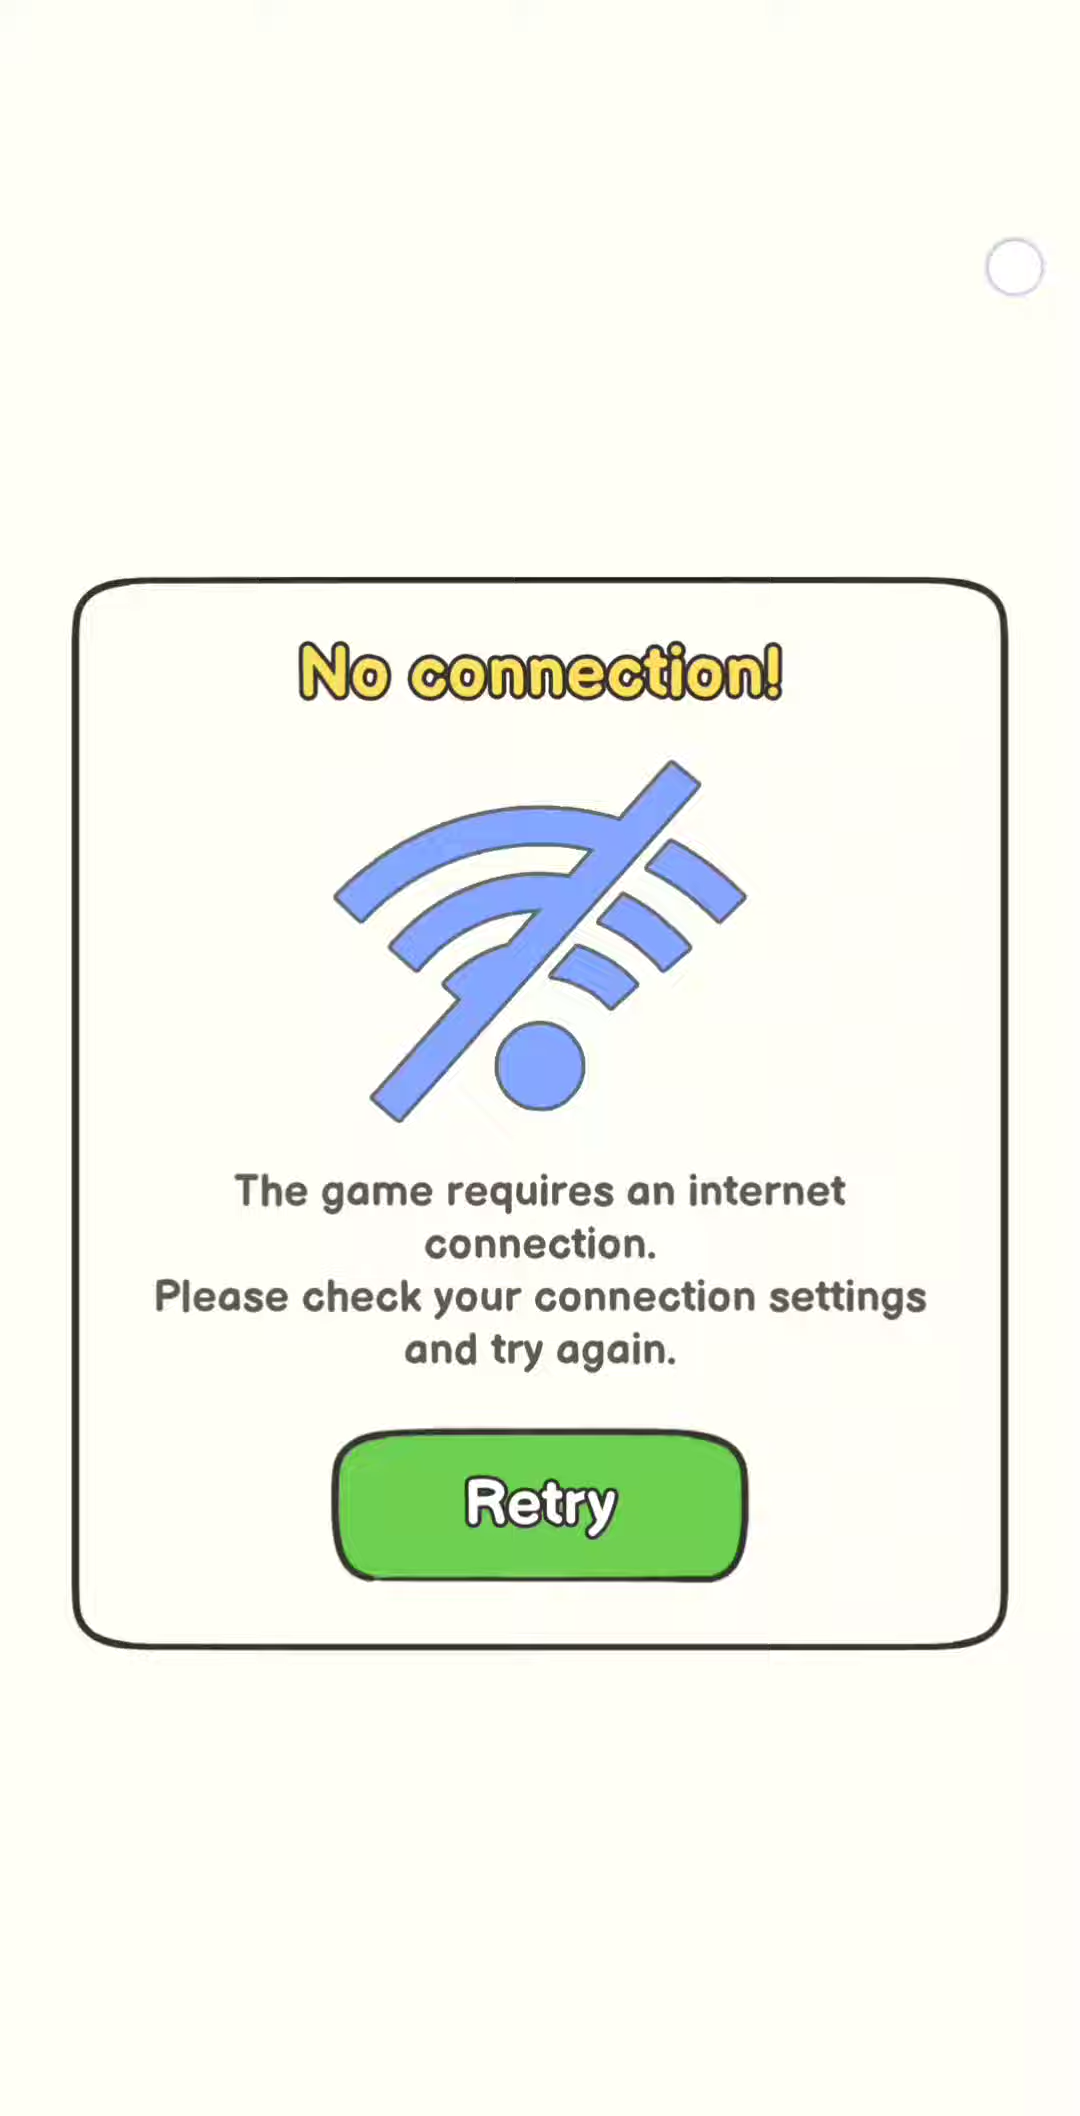 No connection!
The game requires an internet
connection.
Please check your connection settings
and try again.
Retry